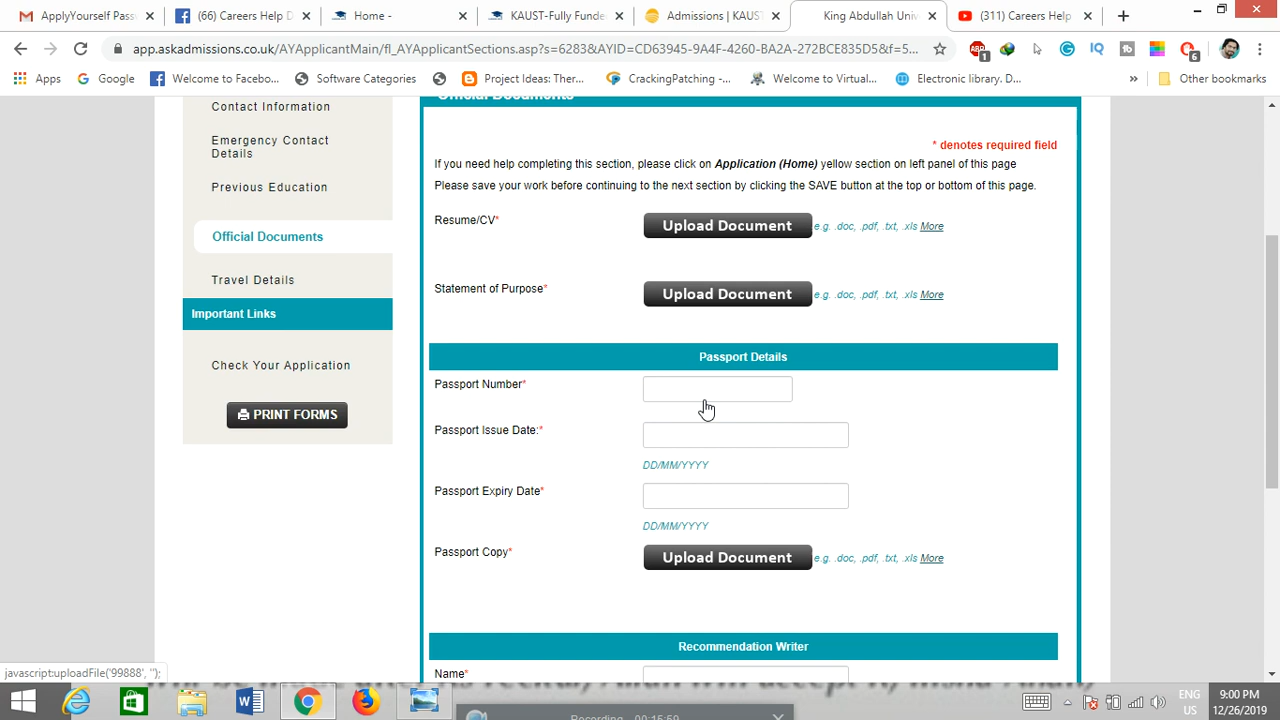 ApplyYourself Pass
(66) Careers Help D
Home -
KAUST-Fully Funde
Admissions | KAUST
King Abdullah Univ
(311) Careers Help
app.askadmissions.co.uk/AYApplicantMain/fl_AYApplicantSections.asp?s=6283&AYID=CD63945-9A4F-4260-BA2A-272BCE835D5&f=5...
Apps
Google
Welcome to Facebo...
Software Categories
Project Ideas: Ther...
CrackingPatching -...
Welcome to Virtual...
Electronic library. D...
»
Other bookmarks
Contact Information
Emergency Contact
Details
Previous Education
Official Documents
Travel Details
Important Links
Check Your Application
PRINT FORMS
Official Documents
* denotes required field
If you need help completing this section, please click on Application (Home) yellow section on left panel of this page
Please save your work before continuing to the next section by clicking the SAVE button at the top or bottom of this page.
Resume/CV*
Upload Document
e.g. .doc, .pdf, .txt, .xls More
Statement of Purpose*
Upload Document
e.g. .doc, .pdf, .txt, .xls More
Passport Details
Passport Number*
Passport Issue Date:*
DD/MM/YYYY
Passport Expiry Date*
DD/MM/YYYY
Passport Copy*
Upload Document
e.g. .doc, .pdf, .txt, .xls More
Recommendation Writer
Name*
javascript:uploadFile('99888', '');
ENG
US
9:00 PM
12/26/2019
Recording 00:15:59